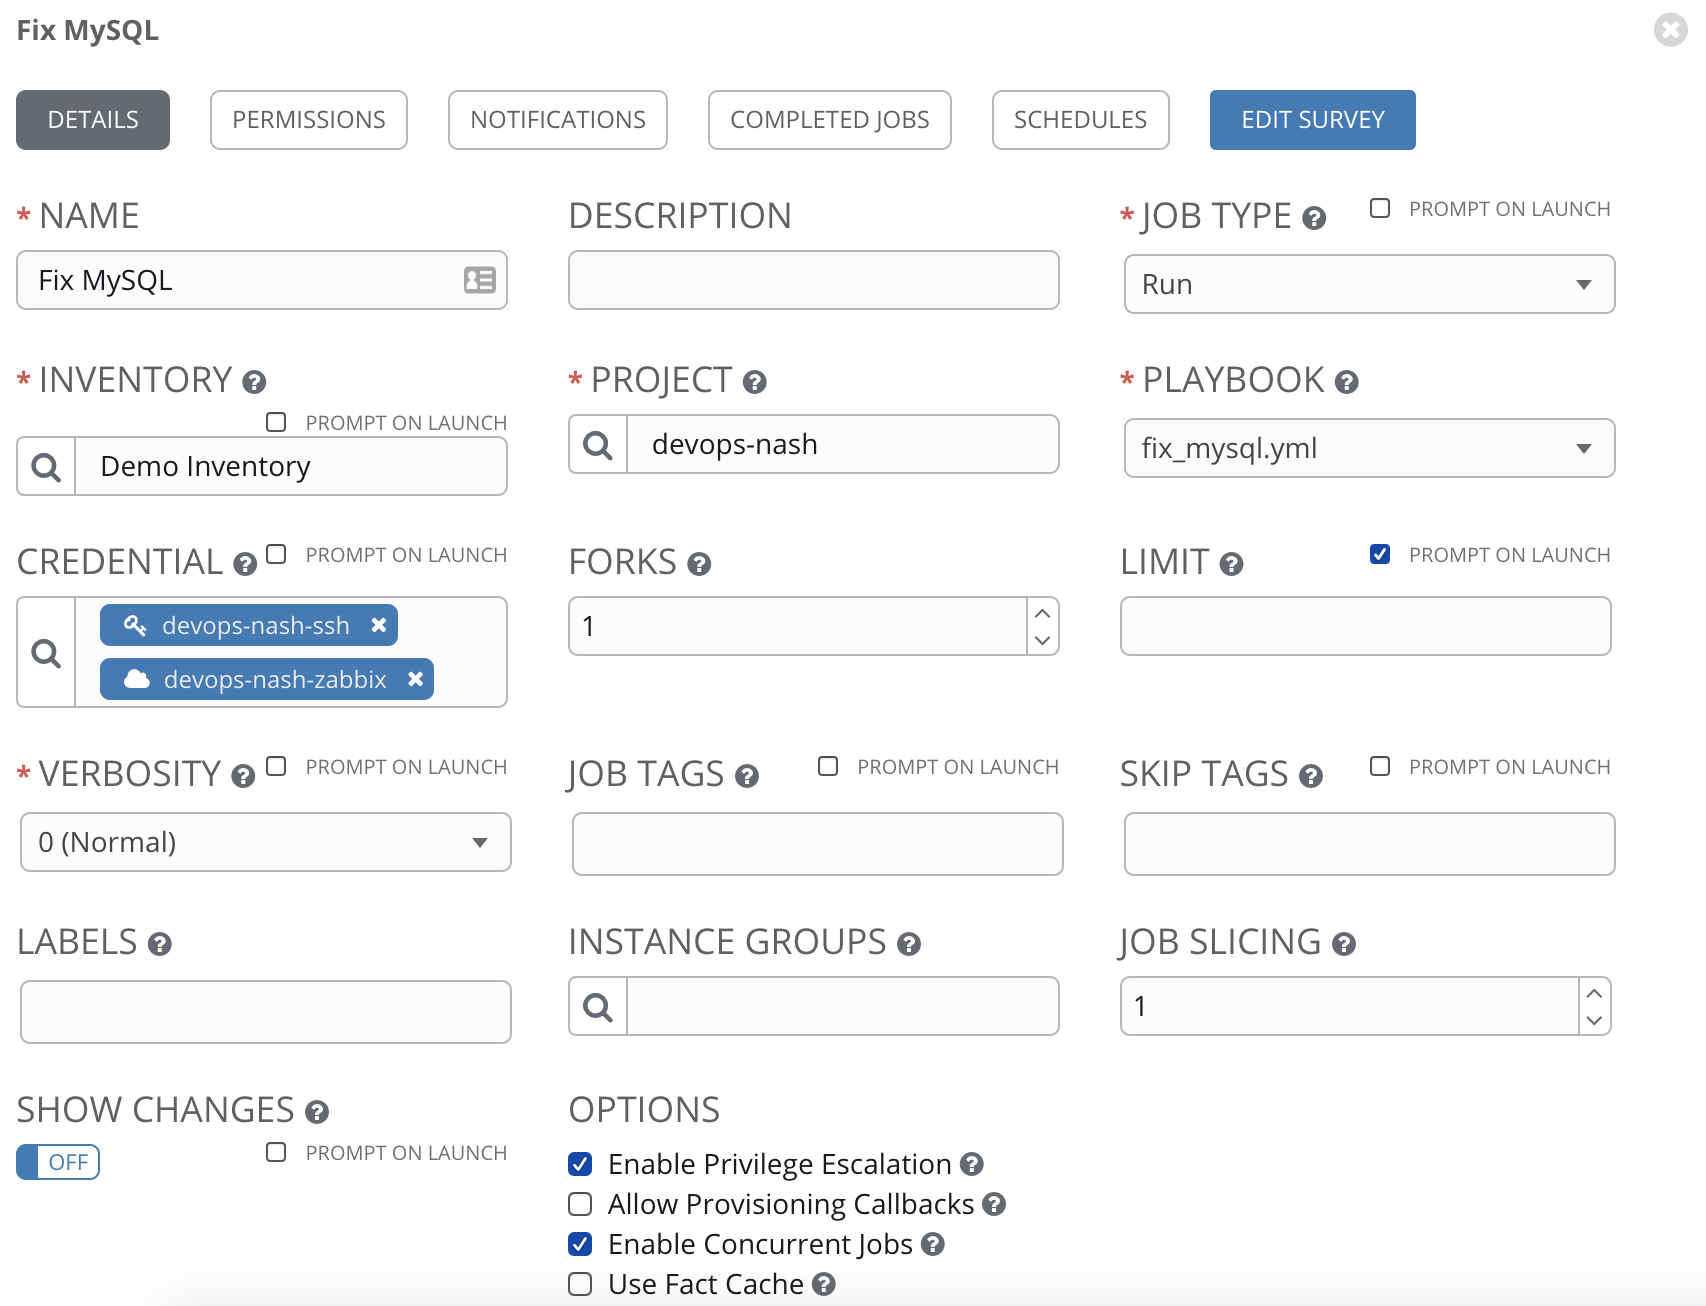 Fix MySQL
DETAILS PERMISSIONS NOTIFICATIONS COMPLETED JOBS SCHEDULES EDIT SURVEY
* NAME DESCRIPTION * JOB TYPE ? PROMPT ON LAUNCH
Fix MySQL Run
* INVENTORY ? * PROJECT ? * PLAYBOOK ?
PROMPT ON LAUNCH
Demo Inventory devops-nash fix_mysql.yml
CREDENTIAL ? PROMPT ON LAUNCH FORKS ? LIMIT ? PROMPT ON LAUNCH
devops-nash-ssh 1
devops-nash-zabbix
* VERBOSITY ? PROMPT ON LAUNCH JOB TAGS ? PROMPT ON LAUNCH SKIP TAGS ? PROMPT ON LAUNCH
0 (Normal)
LABELS ? INSTANCE GROUPS ? JOB SLICING ?
1
SHOW CHANGES ? OPTIONS
OFF PROMPT ON LAUNCH Enable Privilege Escalation ?
Allow Provisioning Callbacks ?
Enable Concurrent Jobs ?
Use Fact Cache ?